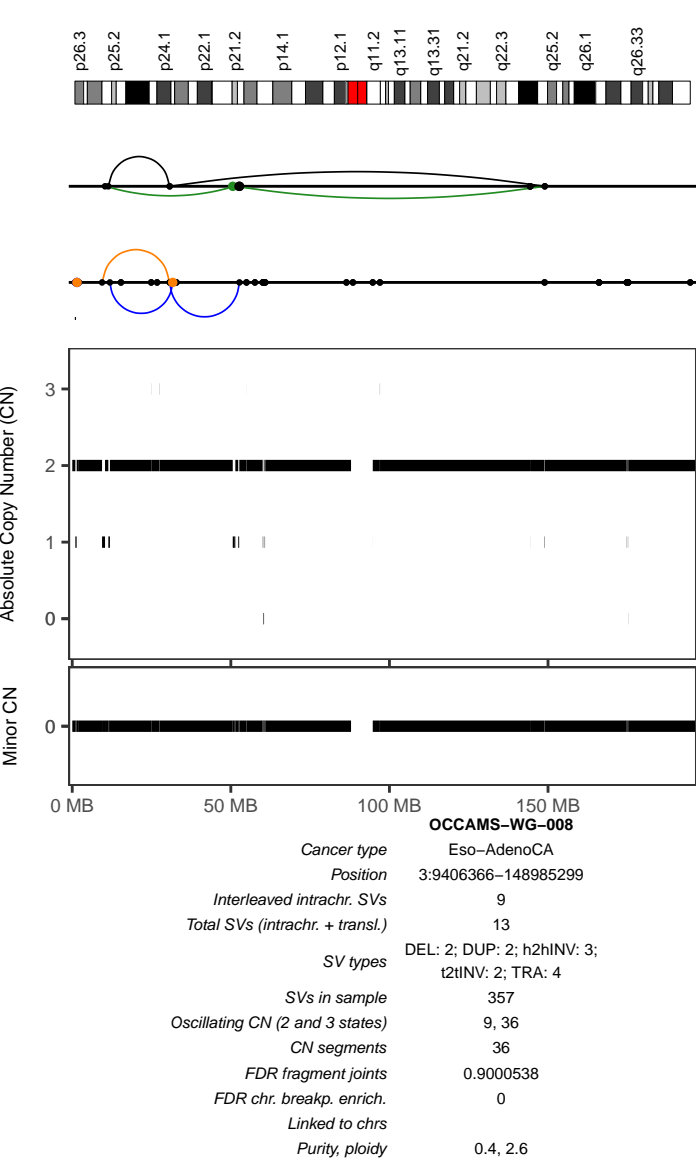 p26.3 p25.2 p24.1 p22.1 p21.2 p14.1 p12.1 q11.2 q13.11 q13.31 q21.2 q22.3 q25.2 q26.1 q26.33
Absolute Copy Number (CN)
3
2
1
0
Minor CN
0
0 MB 50 MB 100 MB 150 MB
OCCAMS−WG−008
Cancer type Eso−AdenoCA
Position 3:9406366−148985299
Interleaved intrachr. SVs 9
Total SVs (intrachr. + transl.) 13
SV types DEL: 2; DUP: 2; h2hINV: 3;
t2tINV: 2; TRA: 4
SVs in sample 357
Oscillating CN (2 and 3 states) 9, 36
CN segments 36
FDR fragment joints 0.9000538
FDR chr. breakp. enrich. 0
Linked to chrs
Purity, ploidy 0.4, 2.6